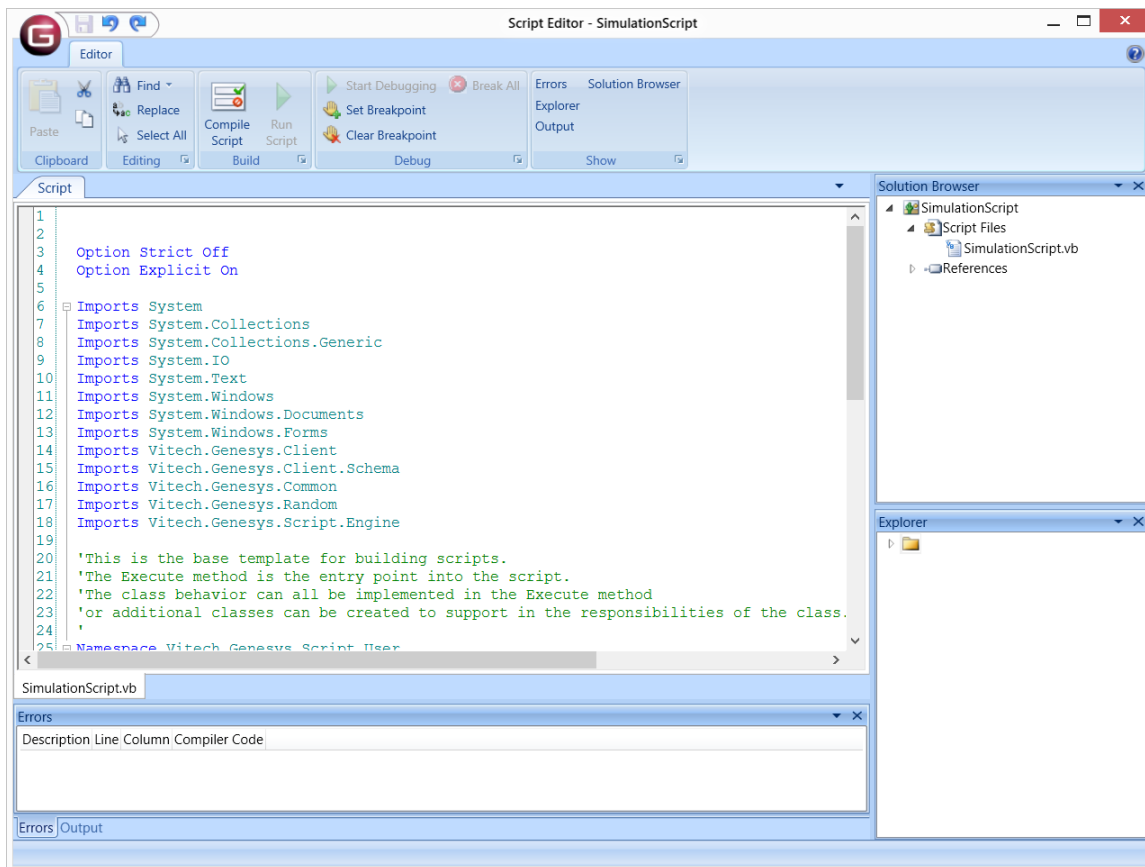 G
Script Editor - SimulationScript
Editor
Paste
Find
Replace
Select All
Compile Script
Run Script
Start Debugging
Break All
Set Breakpoint
Clear Breakpoint
Errors
Solution Browser
Explorer
Output
Clipboard
Editing
Build
Debug
Show
Script
1
2
3 Option Strict Off
4 Option Explicit On
5
6 Imports System
7 Imports System.Collections
8 Imports System.Collections.Generic
9 Imports System.IO
10 Imports System.Text
11 Imports System.Windows
12 Imports System.Windows.Documents
13 Imports System.Windows.Forms
14 Imports Vitech.Genesys.Client
15 Imports Vitech.Genesys.Client.Schema
16 Imports Vitech.Genesys.Common
17 Imports Vitech.Genesys.Random
18 Imports Vitech.Genesys.Script.Engine
19
20 'This is the base template for building scripts.
21 'The Execute method is the entry point into the script.
22 'The class behavior can all be implemented in the Execute method
23 'or additional classes can be created to support in the responsibilities of the class.
24 '
25 Namespace Vitech.Genesys.Script.User
SimulationScript.vb
Errors
Description Line Column Compiler Code
Errors Output
Solution Browser
SimulationScript
Script Files
SimulationScript.vb
References
Explorer